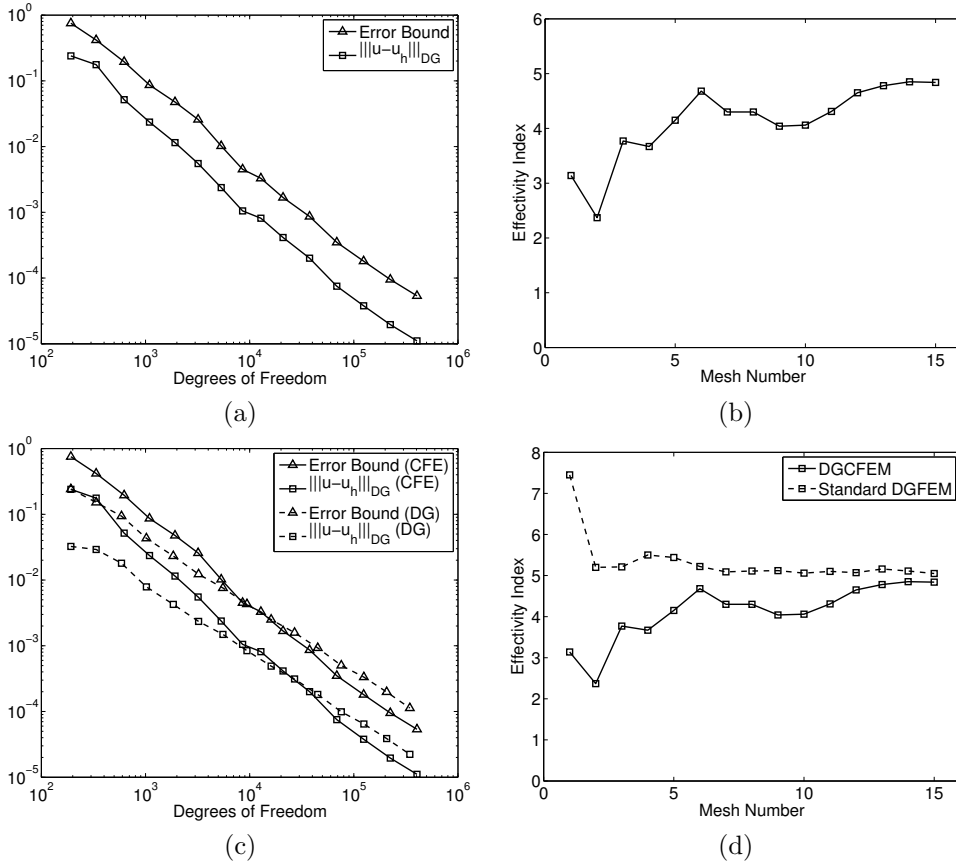 10^0
10^-1
10^-2
10^-3
10^-4
10^-5
10^2 10^3 10^4 10^5 10^6
Degrees of Freedom
Error Bound
|||u−u_h|||_DG
(a)
6
5
4
3
2
1
0
Effectivity Index
0 5 10 15
Mesh Number
(b)
10^0
10^-1
10^-2
10^-3
10^-4
10^-5
10^2 10^3 10^4 10^5 10^6
Degrees of Freedom
Error Bound (CFE)
|||u−u_h|||_DG (CFE)
Error Bound (DG)
|||u−u_h|||_DG (DG)
(c)
8
7
6
5
4
3
2
1
0
Effectivity Index
0 5 10 15
Mesh Number
DGCFEM
Standard DGFEM
(d)